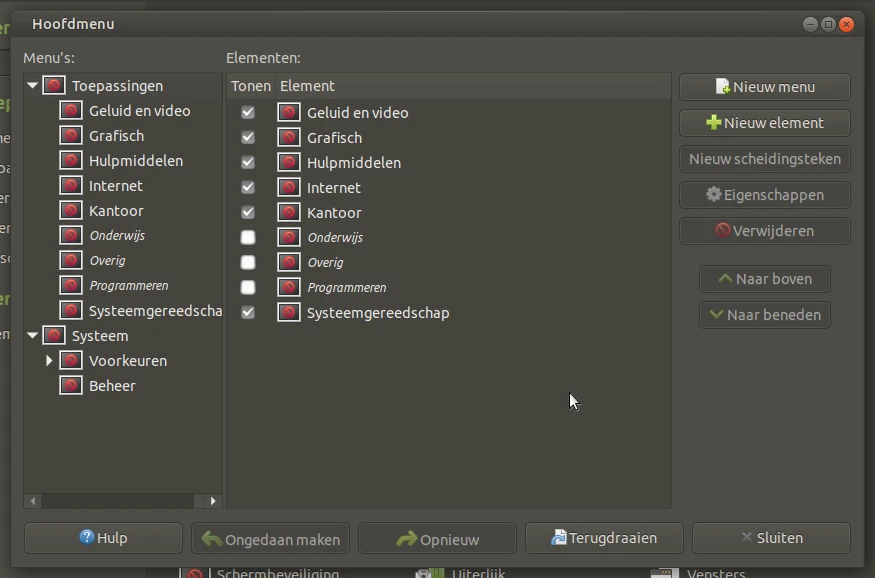 Hoofdmenu
Menu's:
Elementen:
Toepassingen
Geluid en video
Grafisch
Hulpmiddelen
Internet
Kantoor
Onderwijs
Overig
Programmeren
Systeemgereedscha
Systeem
Voorkeuren
Beheer
Tonen Element
Geluid en video
Grafisch
Hulpmiddelen
Internet
Kantoor
Onderwijs
Overig
Programmeren
Systeemgereedschap
Nieuw menu
Nieuw element
Nieuw scheidingsteken
Eigenschappen
Verwijderen
Naar boven
Naar beneden
Hulp
Ongedaan maken
Opnieuw
Terugdraaien
Sluiten
Schermbeveiliging
Uiterlijk
Vensters